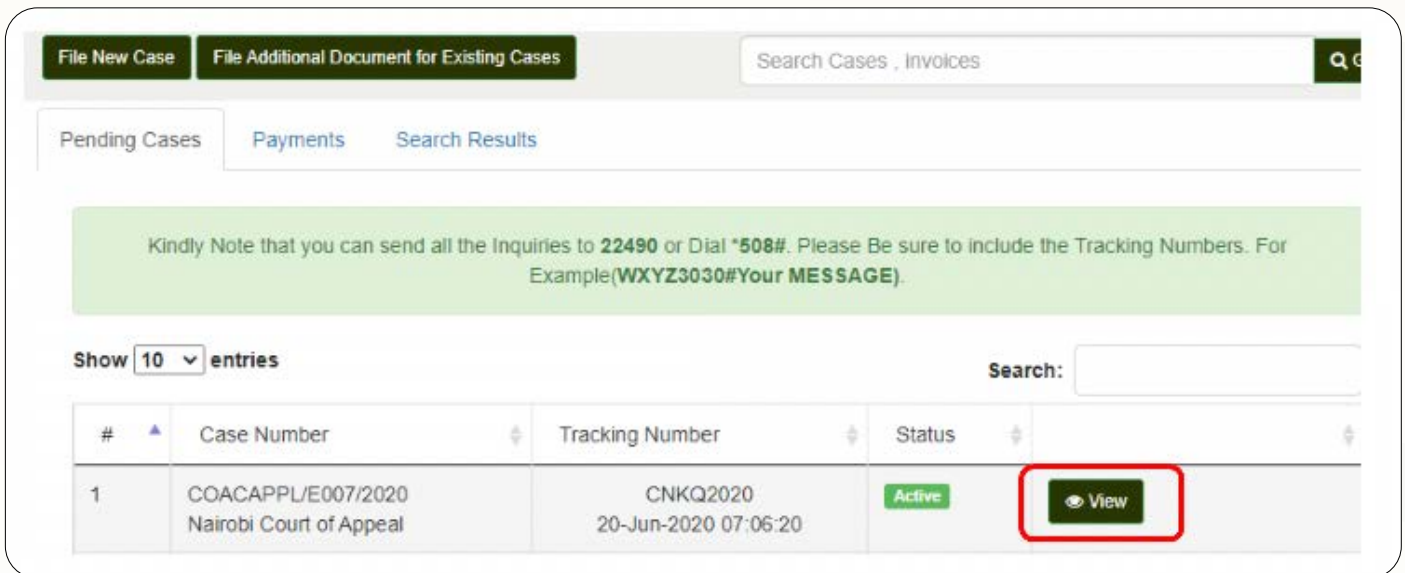 File New Case File Additional Document for Existing Cases Search Cases , Invoices
Pending Cases Payments Search Results
Kindly Note that you can send all the Inquiries to 22490 or Dial *508#. Please Be sure to include the Tracking Numbers. For
Example(WXYZ3030#Your MESSAGE).
Show 10 entries
Search:
# Case Number Tracking Number Status
1 COACAPPL/E007/2020 CNKQ2020 Active View
Nairobi Court of Appeal 20-Jun-2020 07:06:20